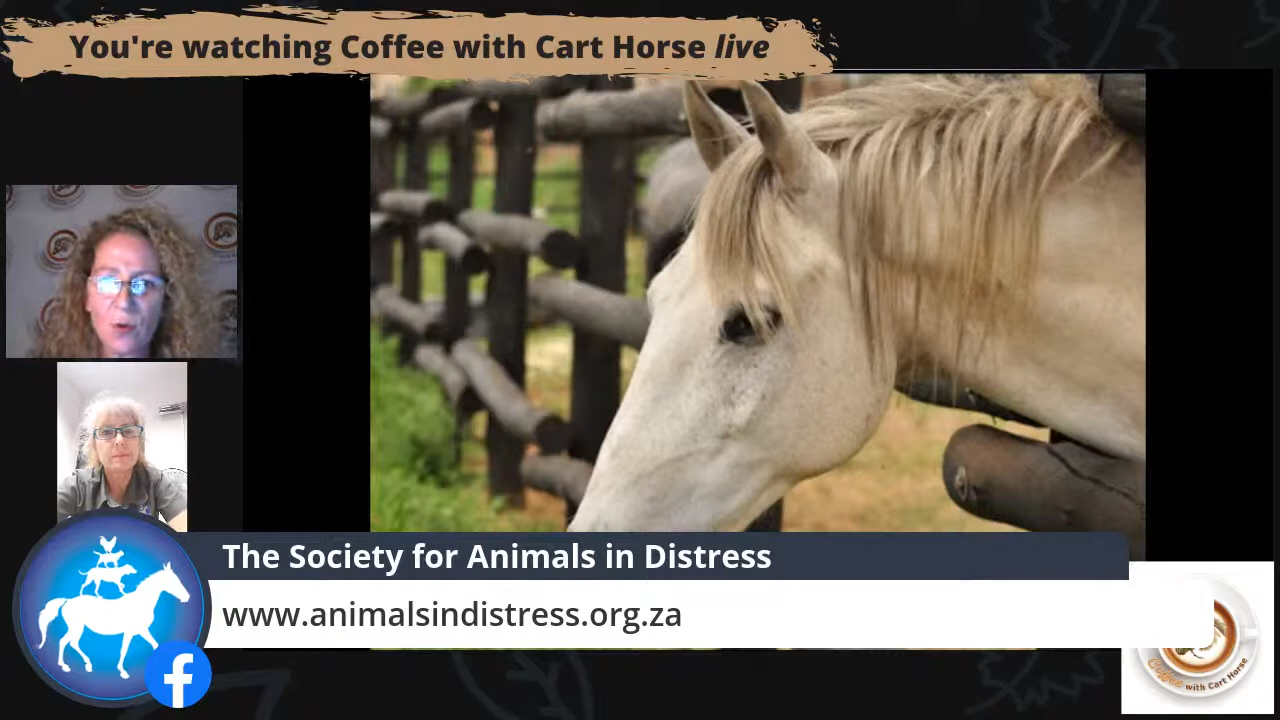 You're watching Coffee with Cart Horse live
The Society for Animals in Distress
www.animalsindistress.org.za
Coffee with Cart Horse